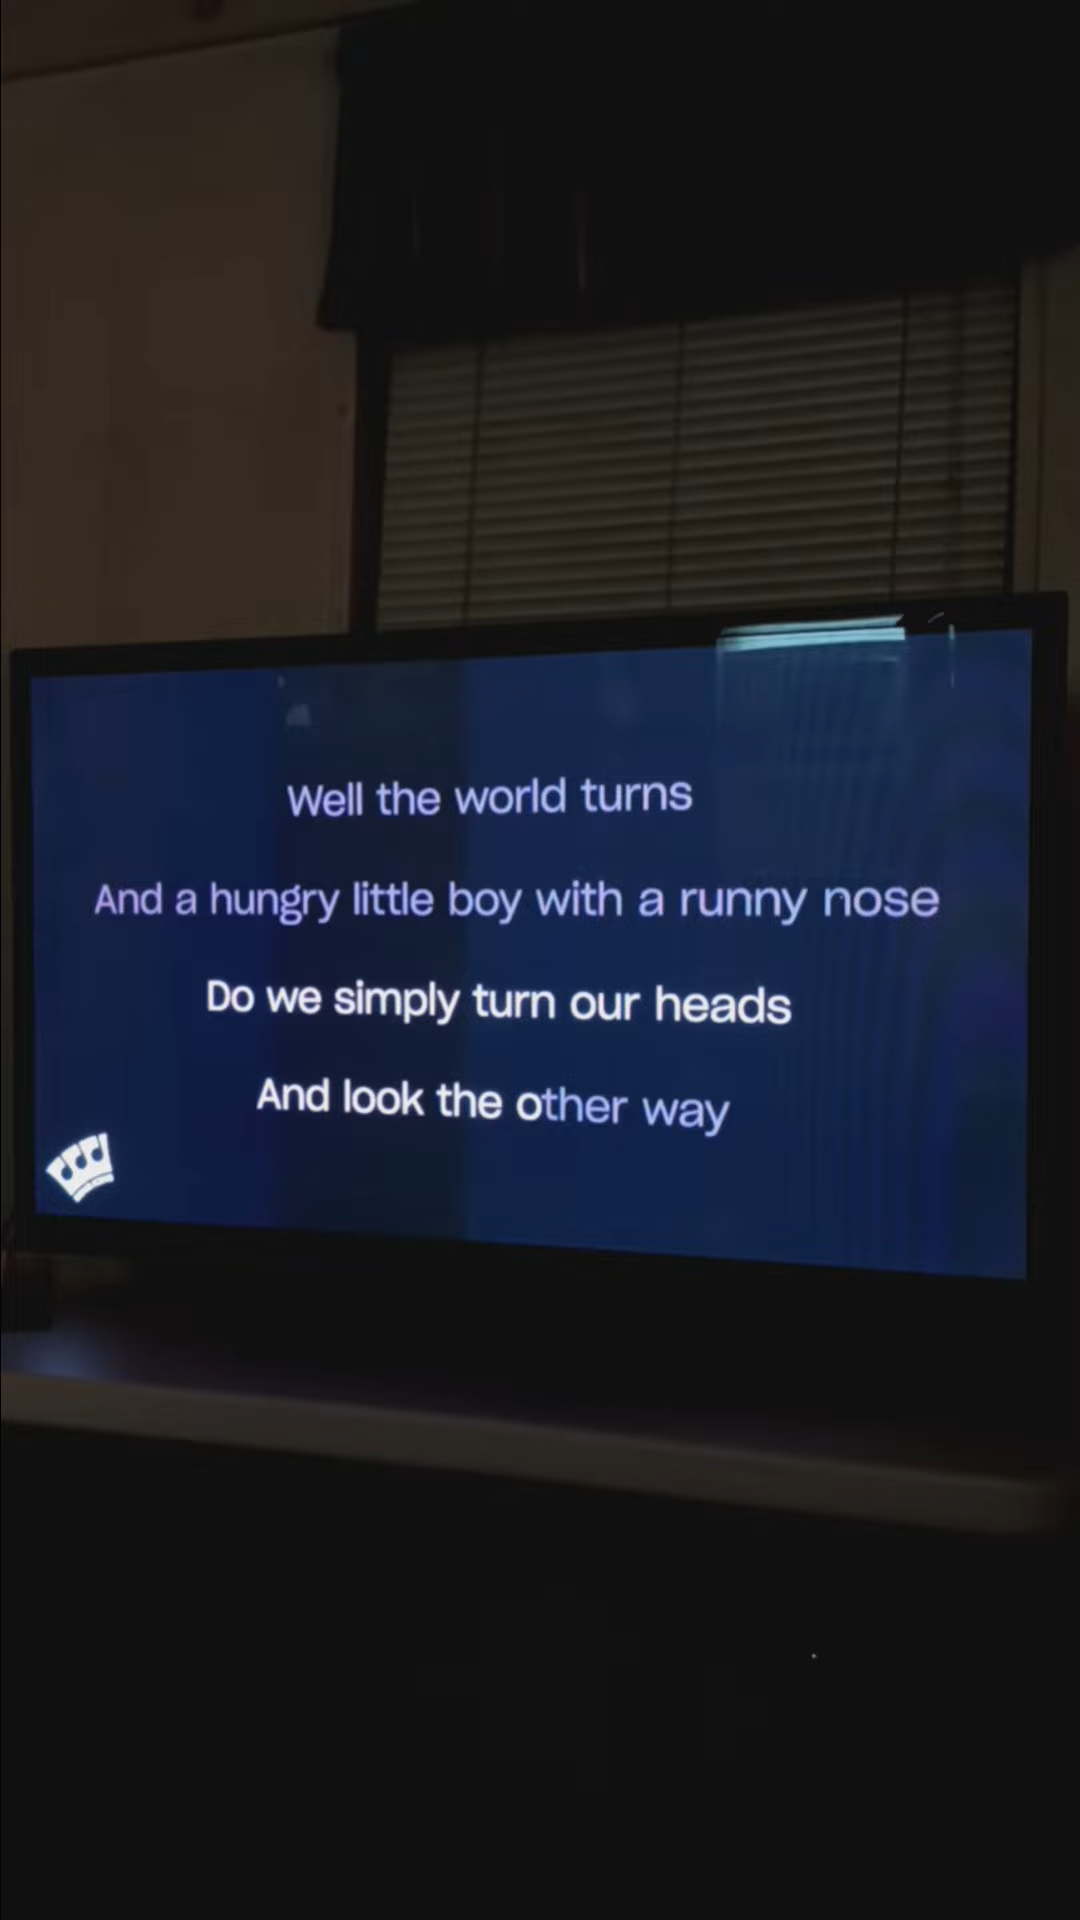 Well the world turns
And a hungry little boy with a runny nose
Do we simply turn our heads
And look the other way